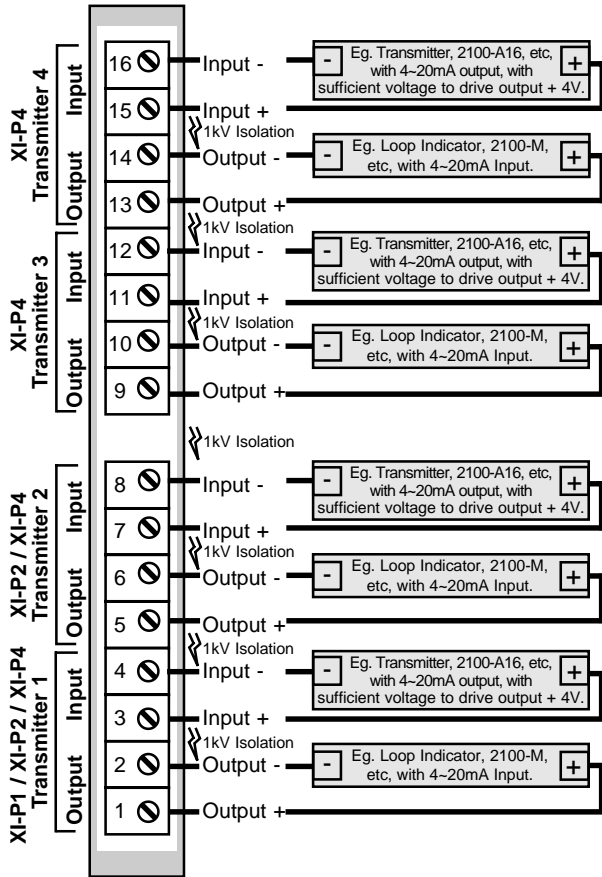 XI-P4
Transmitter 4
Input
Output
16 Input -
- Eg. Transmitter, 2100-A16, etc, +
with 4~20mA output, with
sufficient voltage to drive output + 4V.
15 Input +
1kV Isolation
14 Output -
- Eg. Loop Indicator, 2100-M, +
etc, with 4~20mA Input.
13 Output +
1kV Isolation
XI-P4
Transmitter 3
Input
Output
12 Input -
- Eg. Transmitter, 2100-A16, etc, +
with 4~20mA output, with
sufficient voltage to drive output + 4V.
11 Input +
1kV Isolation
10 Output -
- Eg. Loop Indicator, 2100-M, +
etc, with 4~20mA Input.
9 Output +
1kV Isolation
XI-P2 / XI-P4
Transmitter 2
Input
Output
8 Input -
- Eg. Transmitter, 2100-A16, etc, +
with 4~20mA output, with
sufficient voltage to drive output + 4V.
7 Input +
1kV Isolation
6 Output -
- Eg. Loop Indicator, 2100-M, +
etc, with 4~20mA Input.
5 Output +
1kV Isolation
XI-P1 / XI-P2 / XI-P4
Transmitter 1
Input
Output
4 Input -
- Eg. Transmitter, 2100-A16, etc, +
with 4~20mA output, with
sufficient voltage to drive output + 4V.
3 Input +
1kV Isolation
2 Output -
- Eg. Loop Indicator, 2100-M, +
etc, with 4~20mA Input.
1 Output +